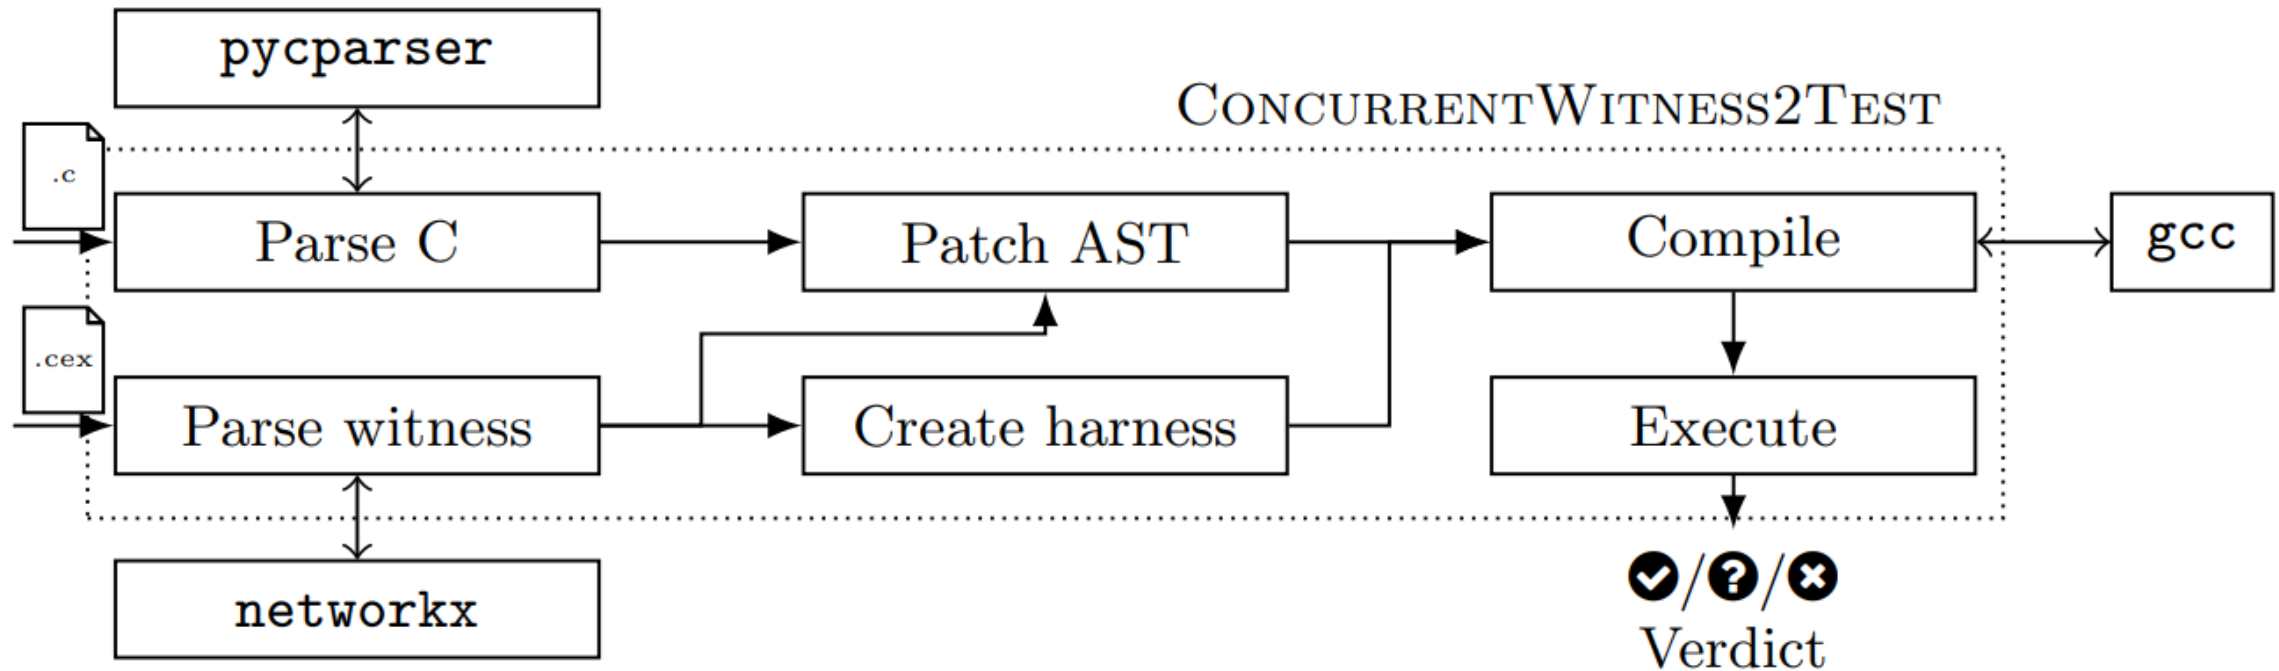 pycparser
CONCURRENTWITNESS2TEST
.c
Parse C
Patch AST
Compile
gcc
.cex
Parse witness
Create harness
Execute
networkx
/?/
Verdict